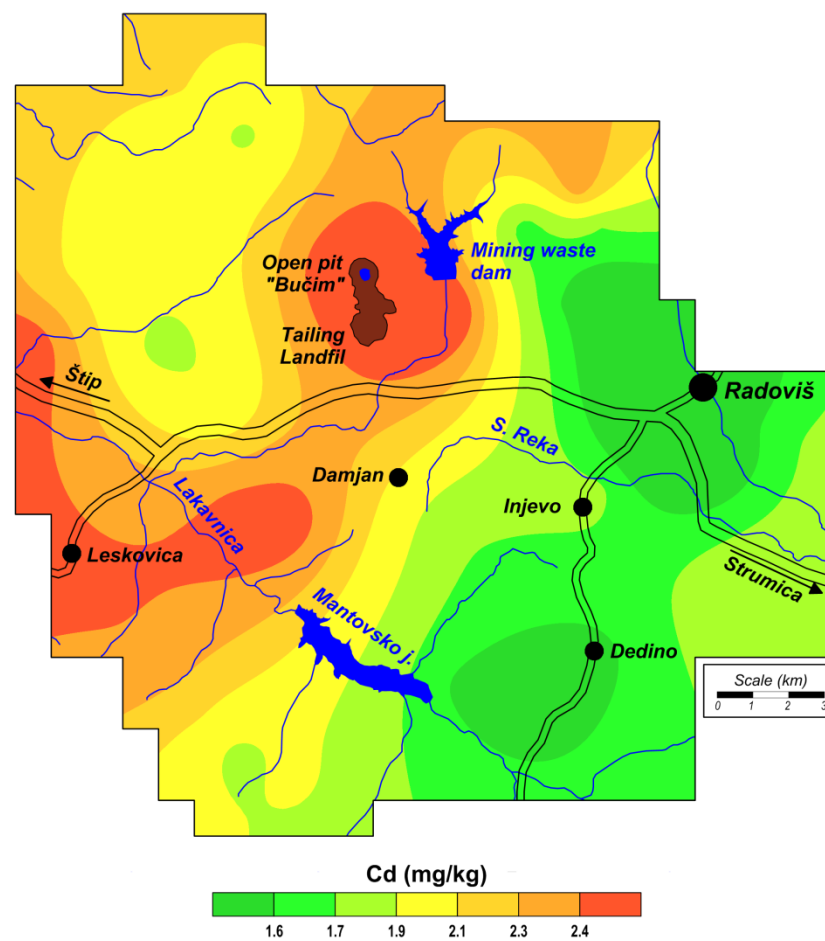 Open pit
"Bučim"
Mining waste
dam
Tailing
Landfil
Štip
Radoviš
S. Reka
Damjan
Lakavnica
Injevo
Leskovica
Strumica
Mantovsko j.
Dedino
Scale (km)
0 1 2 3
Cd (mg/kg)
1.6 1.7 1.9 2.1 2.3 2.4